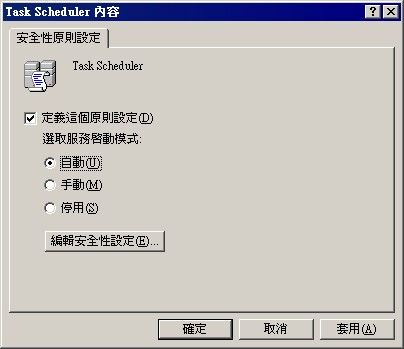 Task Scheduler 內容
安全性原則設定
Task Scheduler
定義這個原則設定(D)
選取服務啓動模式:
自動(U)
手動(M)
停用(S)
編輯安全性設定(E)...
確定
取消
套用(A)